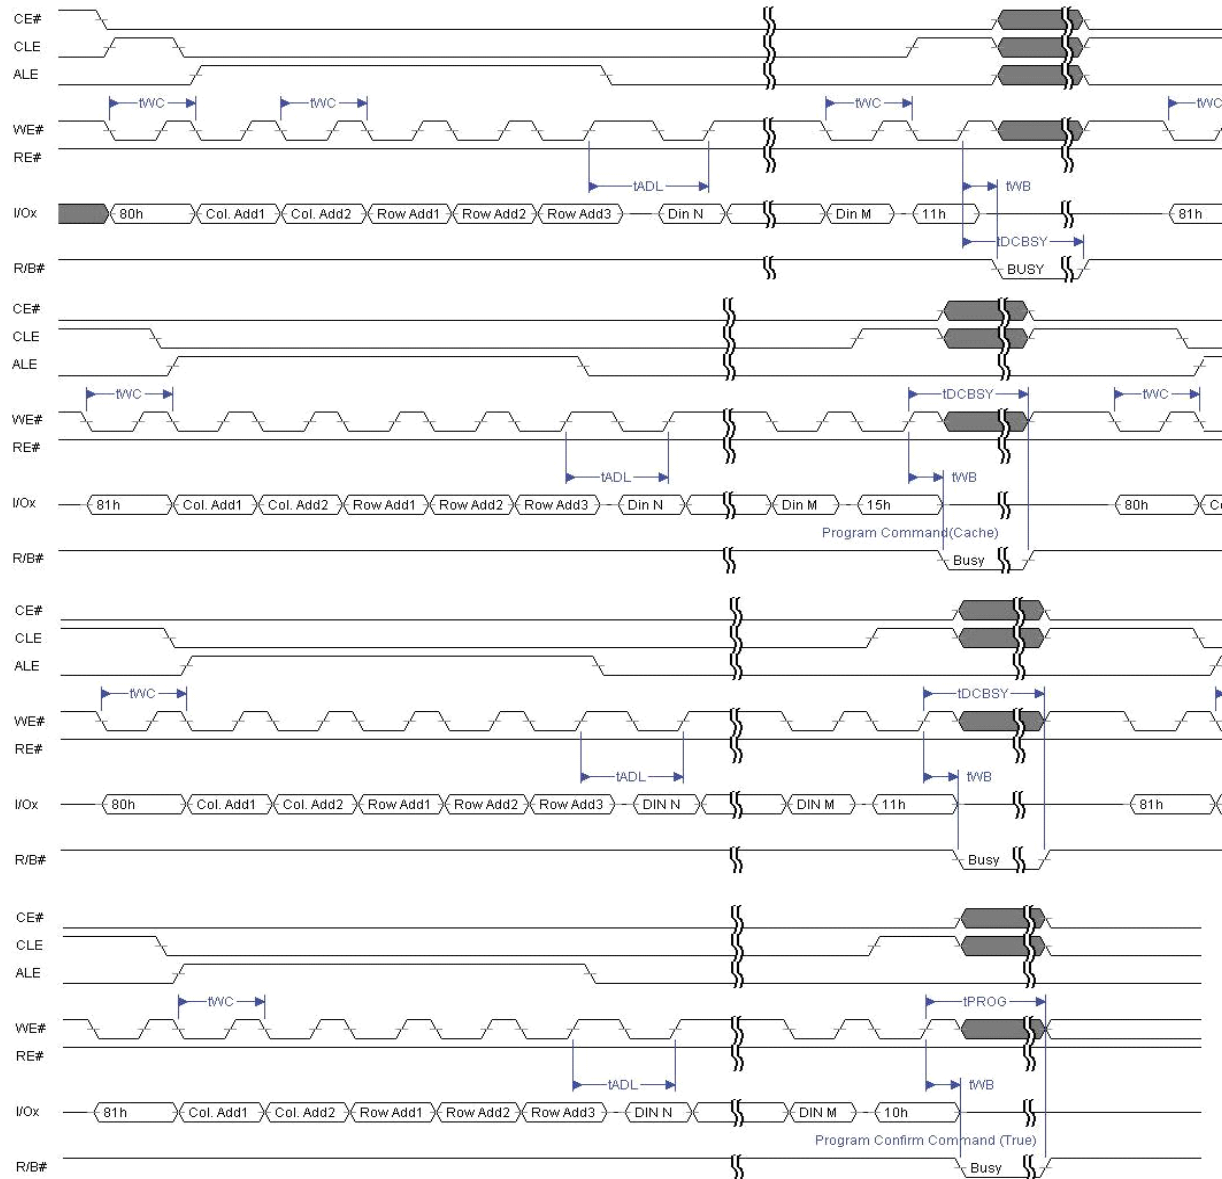 CE#
CLE
ALE
tWC tWC tWC tWC
WE#
RE#
tADL tWB
I/Ox 80h Col. Add1 Col. Add2 Row Add1 Row Add2 Row Add3 Din N Din M 11h 81h
tDCBSY
R/B# BUSY
CE#
CLE
ALE
tWC tDCBSY tWC
WE#
RE#
tADL tWB
I/Ox 81h Col. Add1 Col. Add2 Row Add1 Row Add2 Row Add3 Din N Din M 15h 80h Co
Program Command(Cache)
R/B# Busy
CE#
CLE
ALE
tWC tDCBSY
WE#
RE#
tADL tWB
I/Ox 80h Col. Add1 Col. Add2 Row Add1 Row Add2 Row Add3 DIN N DIN M 11h 81h
R/B# Busy
CE#
CLE
ALE
tWC tPROG
WE#
RE#
tADL tWB
I/Ox 81h Col. Add1 Col. Add2 Row Add1 Row Add2 Row Add3 DIN N DIN M 10h
Program Confirm Command (True)
R/B# Busy